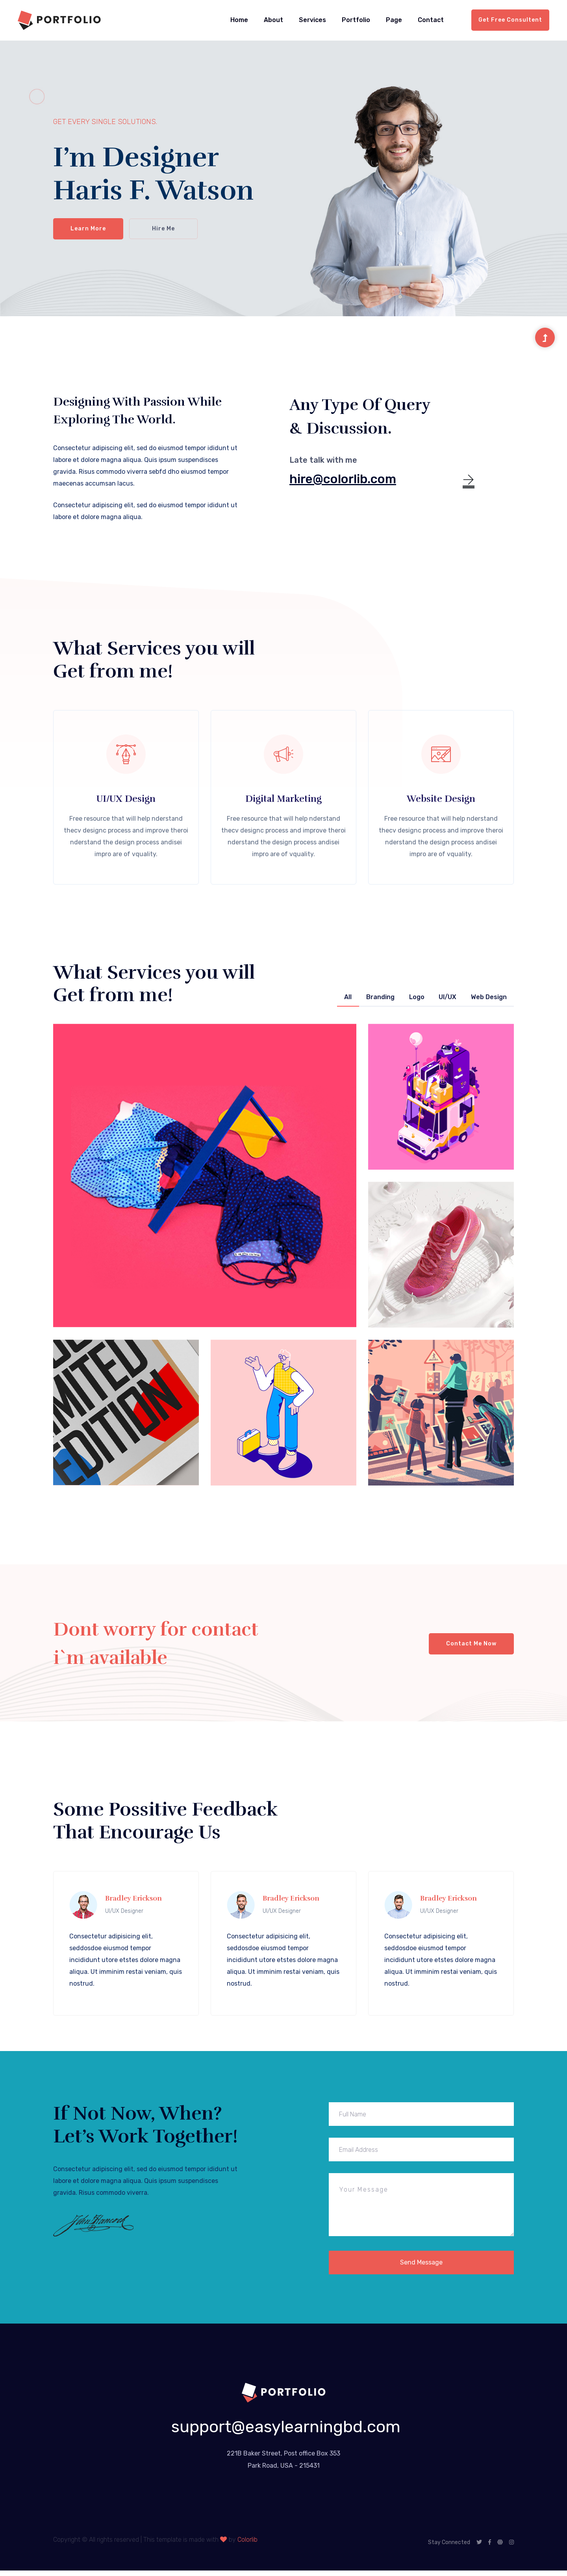 PORTFOLIO
Home About Services Portfolio Page Contact
Get Free Consultent
GET EVERY SINGLE SOLUTIONS.
I’m Designer
Haris F. Watson
Learn More
Hire Me
Designing With Passion While
Exploring The World.
Consectetur adipiscing elit, sed do eiusmod tempor ididunt ut
labore et dolore magna aliqua. Quis ipsum suspendisces
gravida. Risus commodo viverra sebfd dho eiusmod tempor
maecenas accumsan lacus.
Consectetur adipiscing elit, sed do eiusmod tempor ididunt ut
labore et dolore magna aliqua.
Any Type Of Query
& Discussion.
Late talk with me
hire@colorlib.com
What Services you will
Get from me!
UI/UX Design
Free resource that will help nderstand
thecv designc process and improve theroi
nderstand the design process andisei
impro are of vquality.
Digital Marketing
Free resource that will help nderstand
thecv designc process and improve theroi
nderstand the design process andisei
impro are of vquality.
Website Design
Free resource that will help nderstand
thecv designc process and improve theroi
nderstand the design process andisei
impro are of vquality.
What Services you will
Get from me!
All Branding Logo UI/UX Web Design
LIMITED
EDITION
Dont worry for contact
i`m available
Contact Me Now
Some Possitive Feedback
That Encourage Us
Bradley Erickson
UI/UX Designer
Consectetur adipisicing elit,
seddosdoe eiusmod tempor
incididunt utore etstes dolore magna
aliqua. Ut imminim restai veniam, quis
nostrud.
Bradley Erickson
UI/UX Designer
Consectetur adipisicing elit,
seddosdoe eiusmod tempor
incididunt utore etstes dolore magna
aliqua. Ut imminim restai veniam, quis
nostrud.
Bradley Erickson
UI/UX Designer
Consectetur adipisicing elit,
seddosdoe eiusmod tempor
incididunt utore etstes dolore magna
aliqua. Ut imminim restai veniam, quis
nostrud.
If Not Now, When?
Let’s Work Together!
Consectetur adipiscing elit, sed do eiusmod tempor ididunt ut
labore et dolore magna aliqua. Quis ipsum suspendisces
gravida. Risus commodo viverra.
Full Name
Email Address
Your Message
Send Message
PORTFOLIO
support@easylearningbd.com
221B Baker Street, Post office Box 353
Park Road, USA - 215431
Copyright © All rights reserved | This template is made with by Colorlib
Stay Connected